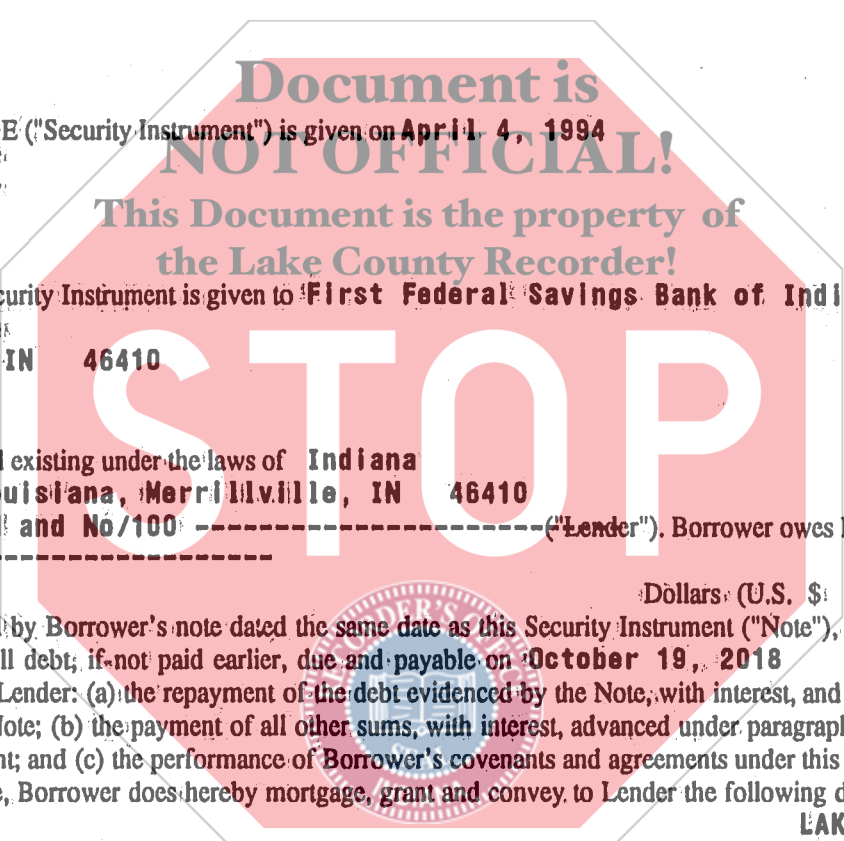 Document is
E ("Security Instrument") is given on April 4, 1994
NOT OFFICIAL!
This Document is the property of
the Lake County Recorder!
curity Instrument is given to First Federal Savings Bank of Indi
IN 46410
STOP
d existing under the laws of Indiana
ouisiana, Merrillville, IN 46410
and No/100 ------------------------("Lender"). Borrower owes L
-------------------
Dollars (U.S. $
by Borrower's note dated the same date as this Security Instrument ("Note"),
ll debt, if not paid earlier, due and payable on October 19, 2018
Lender: (a) the repayment of the debt evidenced by the Note, with interest, and
Note; (b) the payment of all other sums, with interest, advanced under paragraph
nt; and (c) the performance of Borrower's covenants and agreements under this
e, Borrower does hereby mortgage, grant and convey to Lender the following d
LAK
RECORDER'S
SEAL